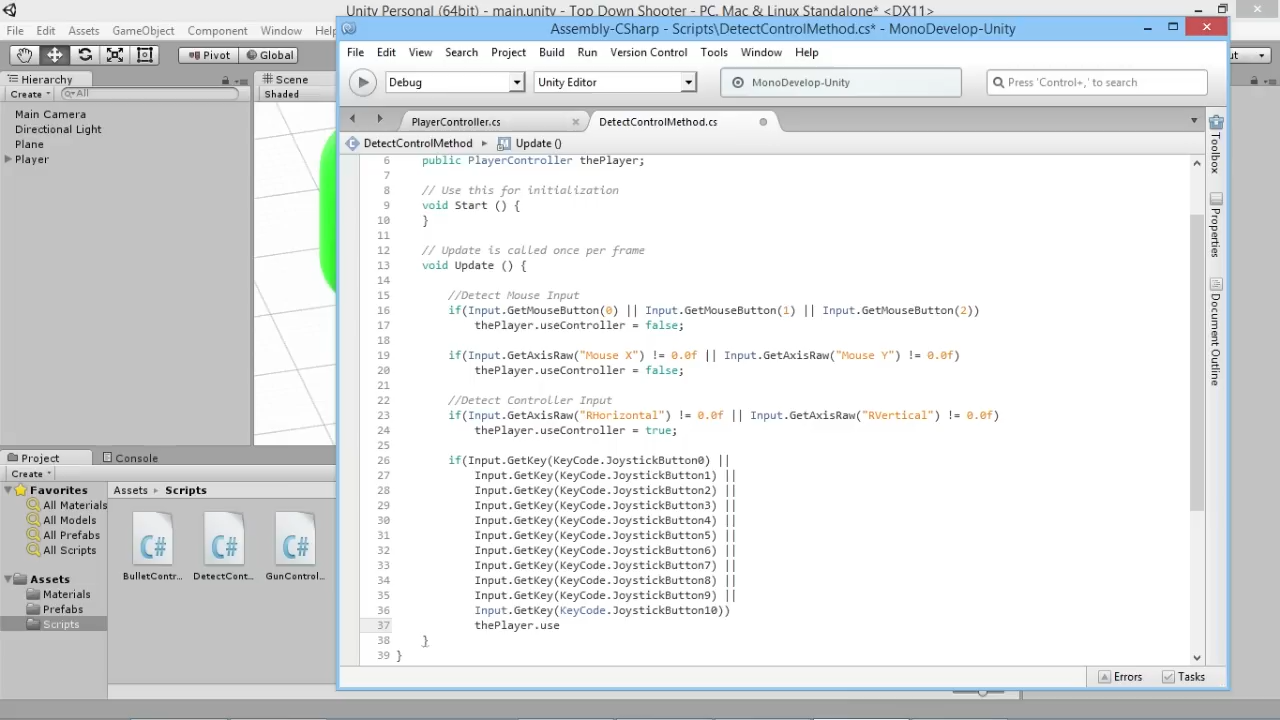 Unity Personal (64bit) - main.unity - Top Down Shooter - PC, Mac & Linux Standalone* <DX11>
File Edit Assets GameObject Component Window
Pivot Global
Hierarchy
Create All
Main Camera
Directional Light
Plane
Player
Scene
Shaded
Assembly-CSharp - Scripts\DetectControlMethod.cs* - MonoDevelop-Unity
File Edit View Search Project Build Run Version Control Tools Window Help
Debug Unity Editor MonoDevelop-Unity Press 'Control+,' to search
PlayerController.cs DetectControlMethod.cs
DetectControlMethod Update ()
6 public PlayerController thePlayer;
7
8 // Use this for initialization
9 void Start () {
10 }
11
12 // Update is called once per frame
13 void Update () {
14
15 //Detect Mouse Input
16 if(Input.GetMouseButton(0) || Input.GetMouseButton(1) || Input.GetMouseButton(2))
17 thePlayer.useController = false;
18
19 if(Input.GetAxisRaw("Mouse X") != 0.0f || Input.GetAxisRaw("Mouse Y") != 0.0f)
20 thePlayer.useController = false;
21
22 //Detect Controller Input
23 if(Input.GetAxisRaw("RHorizontal") != 0.0f || Input.GetAxisRaw("RVertical") != 0.0f)
24 thePlayer.useController = true;
25
26 if(Input.GetKey(KeyCode.JoystickButton0) ||
27 Input.GetKey(KeyCode.JoystickButton1) ||
28 Input.GetKey(KeyCode.JoystickButton2) ||
29 Input.GetKey(KeyCode.JoystickButton3) ||
30 Input.GetKey(KeyCode.JoystickButton4) ||
31 Input.GetKey(KeyCode.JoystickButton5) ||
32 Input.GetKey(KeyCode.JoystickButton6) ||
33 Input.GetKey(KeyCode.JoystickButton7) ||
34 Input.GetKey(KeyCode.JoystickButton8) ||
35 Input.GetKey(KeyCode.JoystickButton9) ||
36 Input.GetKey(KeyCode.JoystickButton10))
37 thePlayer.use
38 }
39 }
Toolbox
Properties
Document Outline
Errors Tasks
Project Console
Create
Favorites
All Materials
All Models
All Prefabs
All Scripts
Assets
Materials
Prefabs
Scripts
Assets Scripts
BulletContr... DetectCont... GunControl...